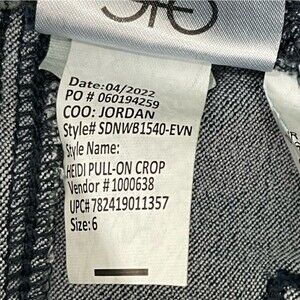 Date:04/2022
PO # 060194259
COO: JORDAN
Style# SDNWB1540-EVN
Style Name:
HEIDI PULL-ON CROP
Vendor #1000638
UPC# 782419011357
Size:6